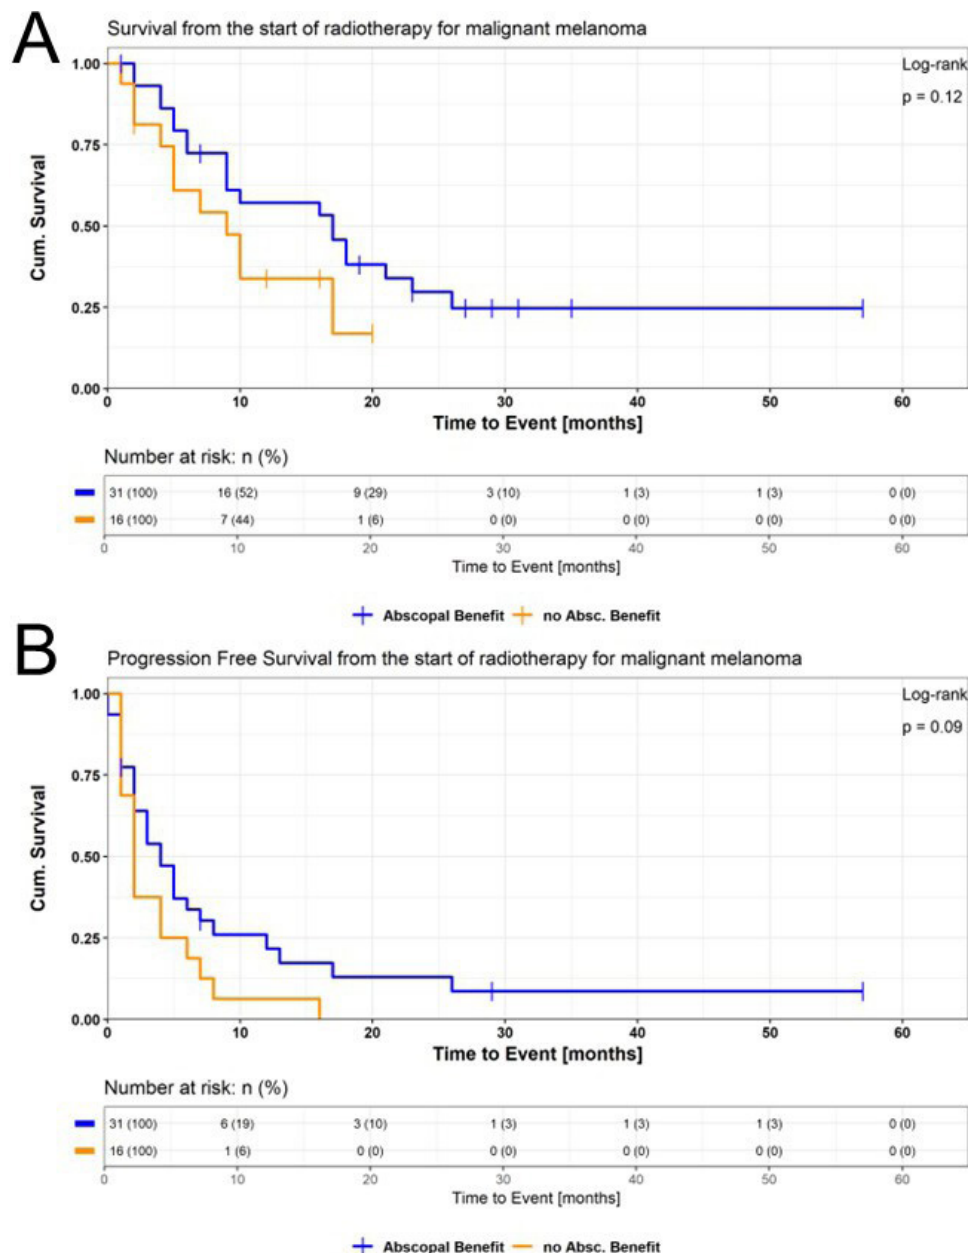 A
Survival from the start of radiotherapy for malignant melanoma
Log-rank
p = 0.12
1.00
0.75
0.50
0.25
0.00
Cum. Survival
0 10 20 30 40 50 60
Time to Event [months]
Number at risk: n (%)
31 (100) 16 (52) 9 (29) 3 (10) 1 (3) 1 (3) 0 (0)
16 (100) 7 (44) 1 (6) 0 (0) 0 (0) 0 (0) 0 (0)
0 10 20 30 40 50 60
Time to Event [months]
Abscopal Benefit no Absc. Benefit
B
Progression Free Survival from the start of radiotherapy for malignant melanoma
Log-rank
p = 0.09
1.00
0.75
0.50
0.25
0.00
Cum. Survival
0 10 20 30 40 50 60
Time to Event [months]
Number at risk: n (%)
31 (100) 6 (19) 3 (10) 1 (3) 1 (3) 1 (3) 0 (0)
16 (100) 1 (6) 0 (0) 0 (0) 0 (0) 0 (0) 0 (0)
0 10 20 30 40 50 60
Time to Event [months]
Abscopal Benefit no Absc. Benefit